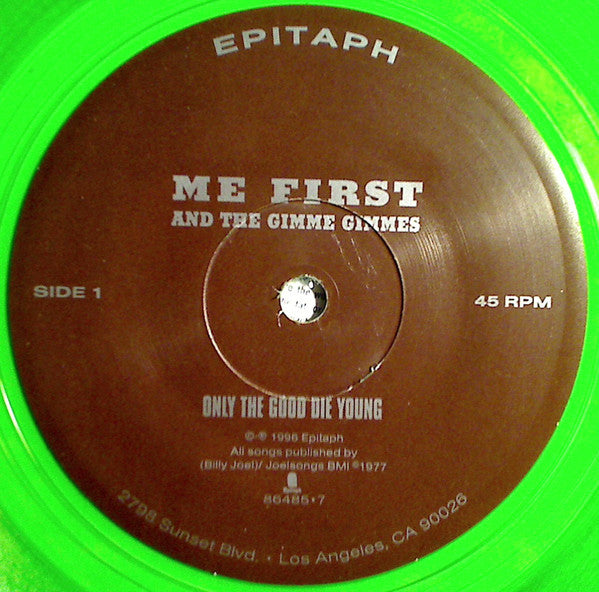 EPITAPH
ME FIRST
AND THE GIMME GIMMES
SIDE 1
45 RPM
ONLY THE GOOD DIE YOUNG
©·℗ 1996 Epitaph
All songs published by
(Billy Joel)/ Joelsongs BMI ©1977
86485·7
2798 Sunset Blvd. · Los Angeles, CA 90026